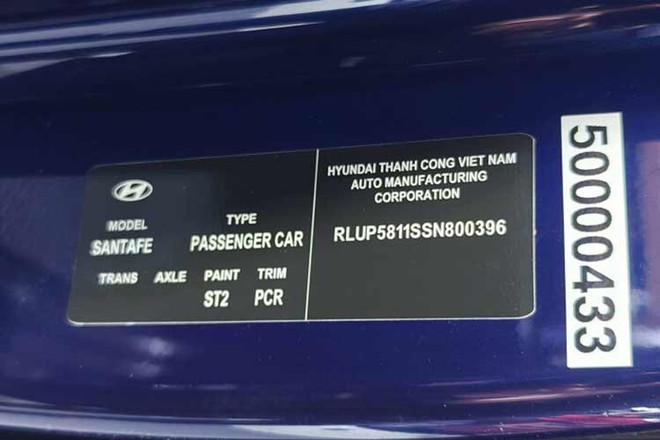 MODEL
SANTAFE
TYPE
PASSENGER CAR
TRANS AXLE PAINT TRIM
ST2 PCR
HYUNDAI THANH CONG VIET NAM
AUTO MANUFACTURING
CORPORATION
RLUP5811SSN800396
50000433